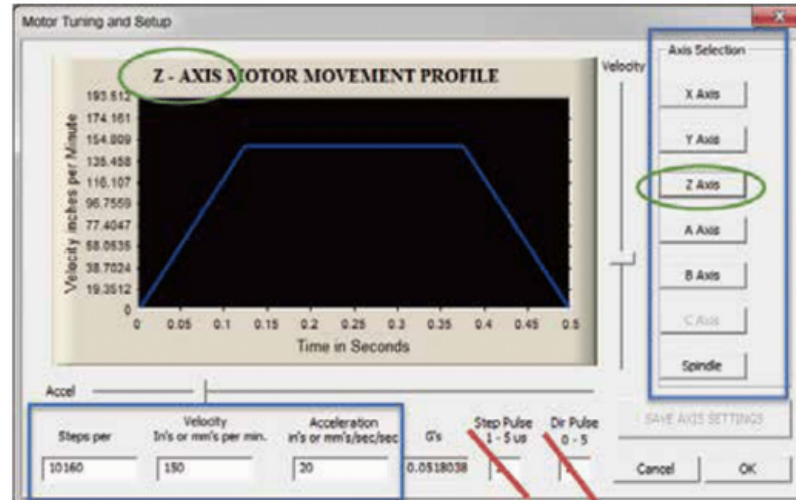 Motor Tuning and Setup
Z - AXIS MOTOR MOVEMENT PROFILE
Velocity inches per Minute
193.512
174.161
154.809
135.458
116.107
96.7559
77.4047
58.0535
38.7024
19.3512
0
0 0.05 0.1 0.15 0.2 0.25 0.3 0.35 0.4 0.45 0.5
Time in Seconds
Velocity
Axis Selection
X Axis
Y Axis
Z Axis
A Axis
B Axis
C Axis
Spindle
Accel
Steps per
Velocity
In's or mm's per min.
Acceleration
in's or mm's/sec/sec
G's
Step Pulse
1 - 5 us
Dir Pulse
0 - 5
10160
150
20
0.0518038
SAVE AXIS SETTINGS
Cancel
OK